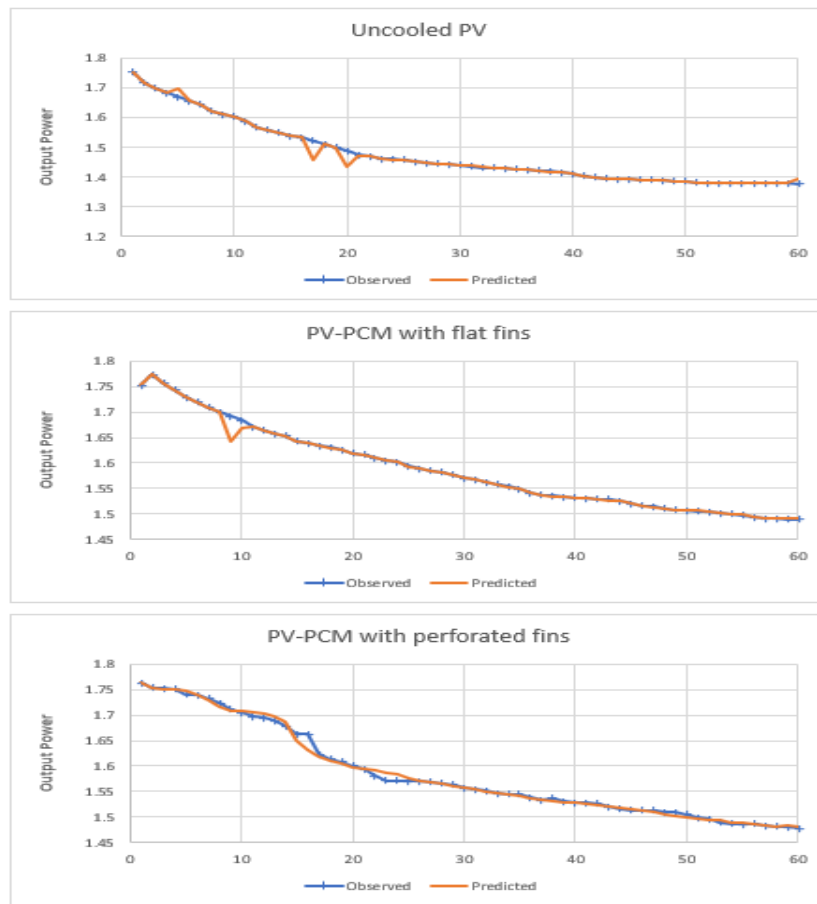 Uncooled PV
1.8
1.7
1.6
1.5
1.4
1.3
1.2
Output Power
0 10 20 30 40 50 60
Observed Predicted
PV-PCM with flat fins
1.8
1.75
1.7
1.65
1.6
1.55
1.5
1.45
Output Power
0 10 20 30 40 50 60
Observed Predicted
PV-PCM with perforated fins
1.8
1.75
1.7
1.65
1.6
1.55
1.5
1.45
Output Power
0 10 20 30 40 50 60
Observed Predicted